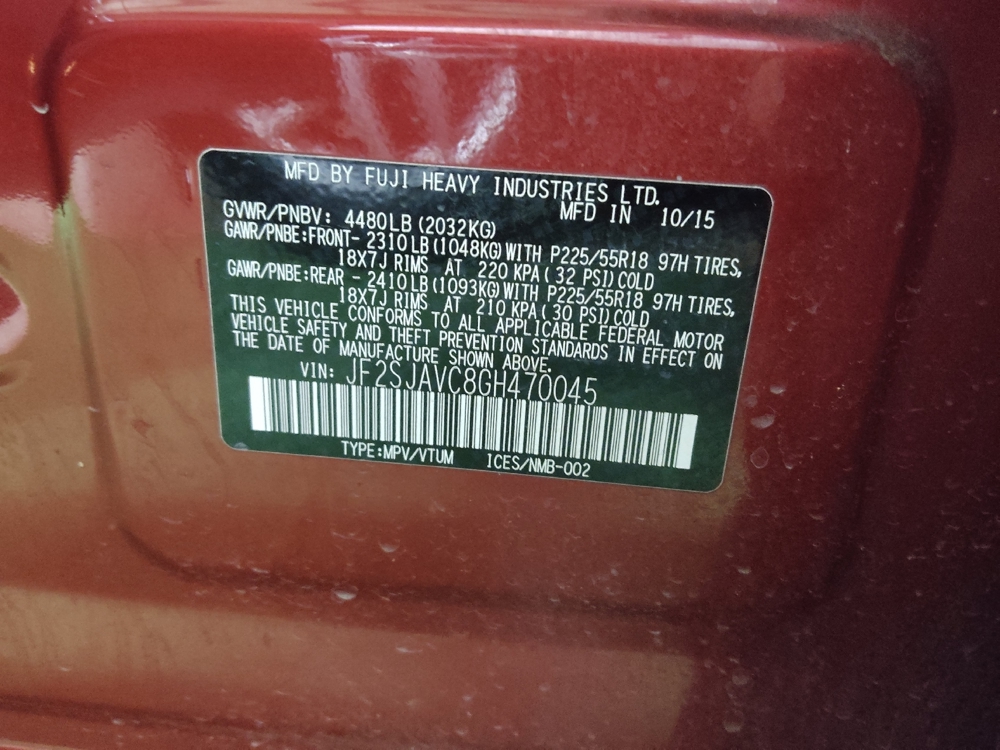 MFD BY FUJI HEAVY INDUSTRIES LTD.
MFD IN 10/15
GVWR/PNBV: 4480LB (2032KG)
GAWR/PNBE:FRONT- 2310LB (1048KG) WITH P225/55R18 97H TIRES,
18X7J RIMS AT 220 KPA ( 32 PSI) COLD
GAWR/PNBE:REAR - 2410LB (1093KG) WITH P225/55R18 97H TIRES,
18X7J RIMS AT 210 KPA ( 30 PSI) COLD
THIS VEHICLE CONFORMS TO ALL APPLICABLE FEDERAL MOTOR
VEHICLE SAFETY AND THEFT PREVENTION STANDARDS IN EFFECT ON
THE DATE OF MANUFACTURE SHOWN ABOVE.
VIN: JF2SJAVC8GH470045
TYPE:MPV/VTUM ICES/NMB-002